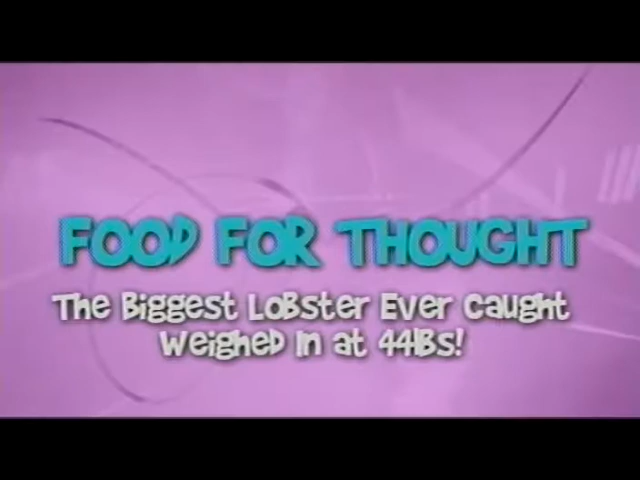 FOOD FOR THOUGHT
The Biggest Lobster Ever Caught
Weighed In at 44lbs!